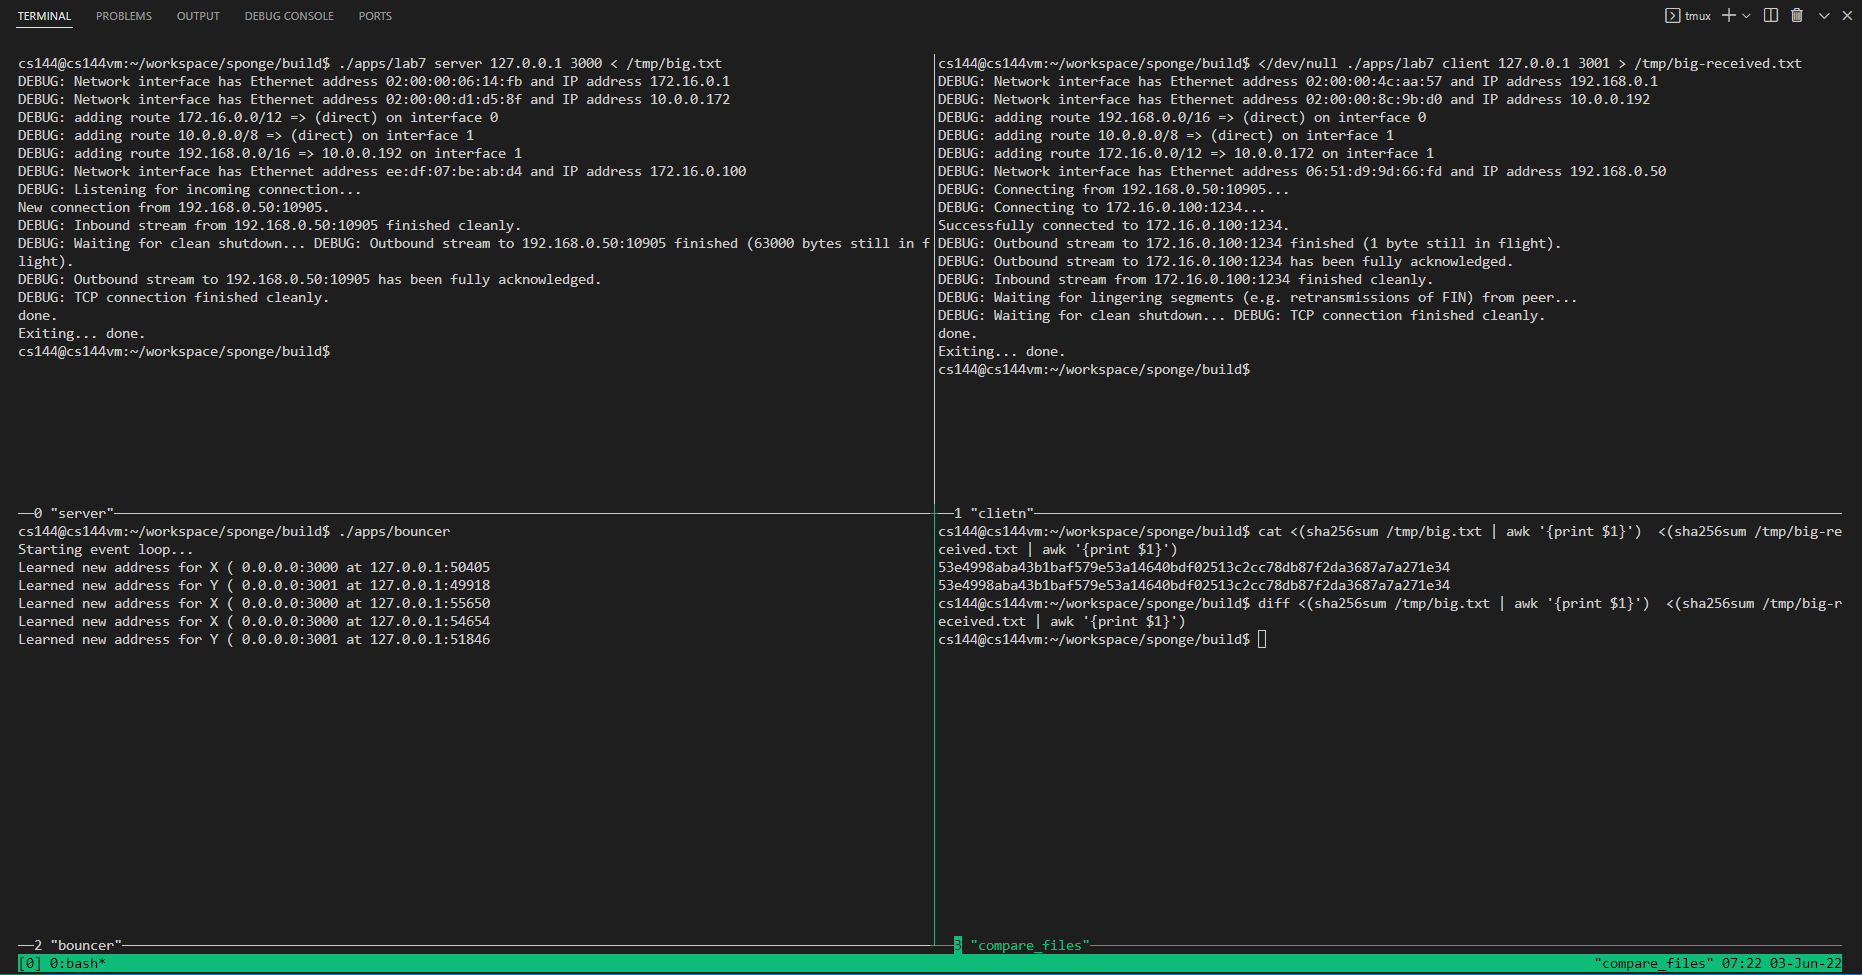 TERMINAL PROBLEMS OUTPUT DEBUG CONSOLE PORTS tmux
cs144@cs144vm:~/workspace/sponge/build$ ./apps/lab7 server 127.0.0.1 3000 < /tmp/big.txt
DEBUG: Network interface has Ethernet address 02:00:00:06:14:fb and IP address 172.16.0.1
DEBUG: Network interface has Ethernet address 02:00:00:d1:d5:8f and IP address 10.0.0.172
DEBUG: adding route 172.16.0.0/12 => (direct) on interface 0
DEBUG: adding route 10.0.0.0/8 => (direct) on interface 1
DEBUG: adding route 192.168.0.0/16 => 10.0.0.192 on interface 1
DEBUG: Network interface has Ethernet address ee:df:07:be:ab:d4 and IP address 172.16.0.100
DEBUG: Listening for incoming connection...
New connection from 192.168.0.50:10905.
DEBUG: Inbound stream from 192.168.0.50:10905 finished cleanly.
DEBUG: Waiting for clean shutdown... DEBUG: Outbound stream to 192.168.0.50:10905 finished (63000 bytes still in f
light).
DEBUG: Outbound stream to 192.168.0.50:10905 has been fully acknowledged.
DEBUG: TCP connection finished cleanly.
done.
Exiting... done.
cs144@cs144vm:~/workspace/sponge/build$
0 "server"
cs144@cs144vm:~/workspace/sponge/build$ </dev/null ./apps/lab7 client 127.0.0.1 3001 > /tmp/big-received.txt
DEBUG: Network interface has Ethernet address 02:00:00:4c:aa:57 and IP address 192.168.0.1
DEBUG: Network interface has Ethernet address 02:00:00:8c:9b:d0 and IP address 10.0.0.192
DEBUG: adding route 192.168.0.0/16 => (direct) on interface 0
DEBUG: adding route 10.0.0.0/8 => (direct) on interface 1
DEBUG: adding route 172.16.0.0/12 => 10.0.0.172 on interface 1
DEBUG: Network interface has Ethernet address 06:51:d9:9d:66:fd and IP address 192.168.0.50
DEBUG: Connecting from 192.168.0.50:10905...
DEBUG: Connecting to 172.16.0.100:1234...
Successfully connected to 172.16.0.100:1234.
DEBUG: Outbound stream to 172.16.0.100:1234 finished (1 byte still in flight).
DEBUG: Outbound stream to 172.16.0.100:1234 has been fully acknowledged.
DEBUG: Inbound stream from 172.16.0.100:1234 finished cleanly.
DEBUG: Waiting for lingering segments (e.g. retransmissions of FIN) from peer...
DEBUG: Waiting for clean shutdown... DEBUG: TCP connection finished cleanly.
done.
Exiting... done.
cs144@cs144vm:~/workspace/sponge/build$
1 "clietn"
cs144@cs144vm:~/workspace/sponge/build$ ./apps/bouncer
Starting event loop...
Learned new address for X ( 0.0.0.0:3000 at 127.0.0.1:50405
Learned new address for Y ( 0.0.0.0:3001 at 127.0.0.1:49918
Learned new address for X ( 0.0.0.0:3000 at 127.0.0.1:55650
Learned new address for X ( 0.0.0.0:3000 at 127.0.0.1:54654
Learned new address for Y ( 0.0.0.0:3001 at 127.0.0.1:51846
2 "bouncer"
cs144@cs144vm:~/workspace/sponge/build$ cat <(sha256sum /tmp/big.txt | awk '{print $1}')  <(sha256sum /tmp/big-re
ceived.txt | awk '{print $1}')
53e4998aba43b1baf579e53a14640bdf02513c2cc78db87f2da3687a7a271e34
53e4998aba43b1baf579e53a14640bdf02513c2cc78db87f2da3687a7a271e34
cs144@cs144vm:~/workspace/sponge/build$ diff <(sha256sum /tmp/big.txt | awk '{print $1}')  <(sha256sum /tmp/big-r
eceived.txt | awk '{print $1}')
cs144@cs144vm:~/workspace/sponge/build$
3 "compare_files"
[0] 0:bash* "compare_files" 07:22 03-Jun-22